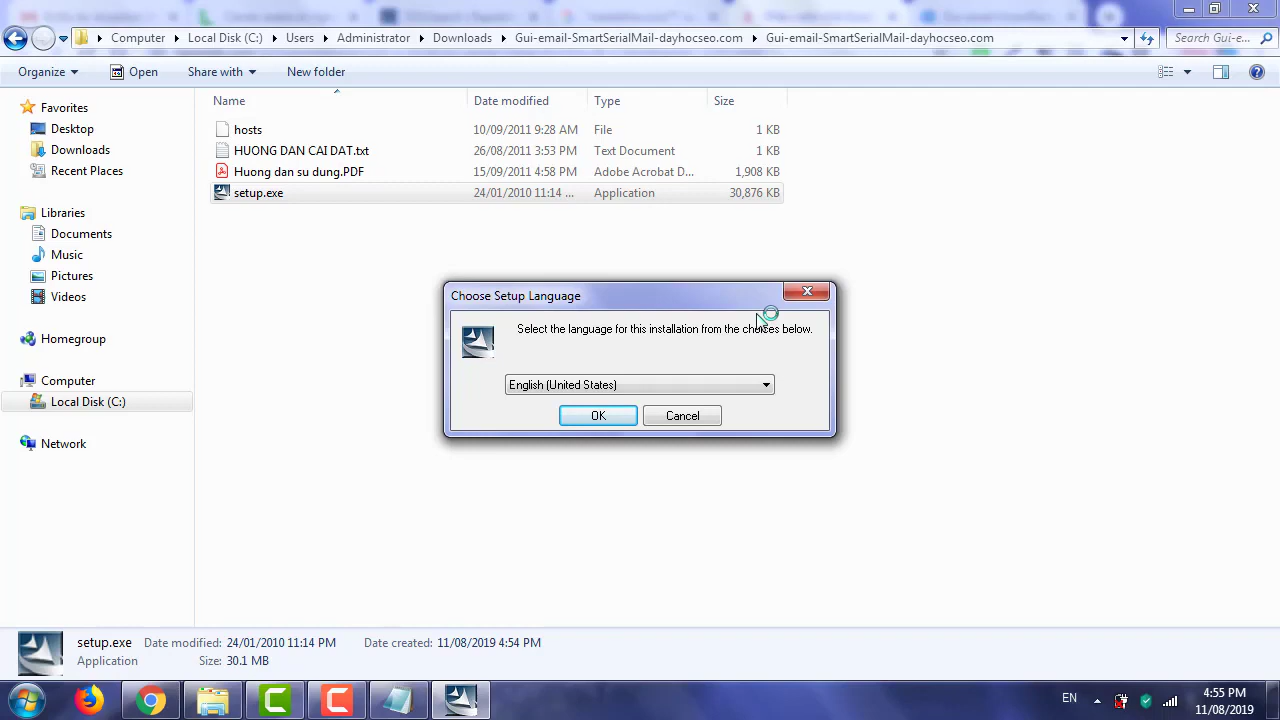 Computer
Local Disk (C:)
Users
Administrator
Downloads
Gui-email-SmartSerialMail-dayhocseo.com
Gui-email-SmartSerialMail-dayhocseo.com
Search Gui-e...
Organize
Open
Share with
New folder
Favorites
Desktop
Downloads
Recent Places
Libraries
Documents
Music
Pictures
Videos
Homegroup
Computer
Local Disk (C:)
Network
Name Date modified Type Size
hosts 10/09/2011 9:28 AM File 1 KB
HUONG DAN CAI DAT.txt 26/08/2011 3:53 PM Text Document 1 KB
Huong dan su dung.PDF 15/09/2011 4:58 PM Adobe Acrobat D... 1,908 KB
setup.exe 24/01/2010 11:14 ... Application 30,876 KB
Choose Setup Language
Select the language for this installation from the choices below.
English (United States)
OK
Cancel
setup.exe Date modified: 24/01/2010 11:14 PM Date created: 11/08/2019 4:54 PM
Application Size: 30.1 MB
EN
4:55 PM
11/08/2019